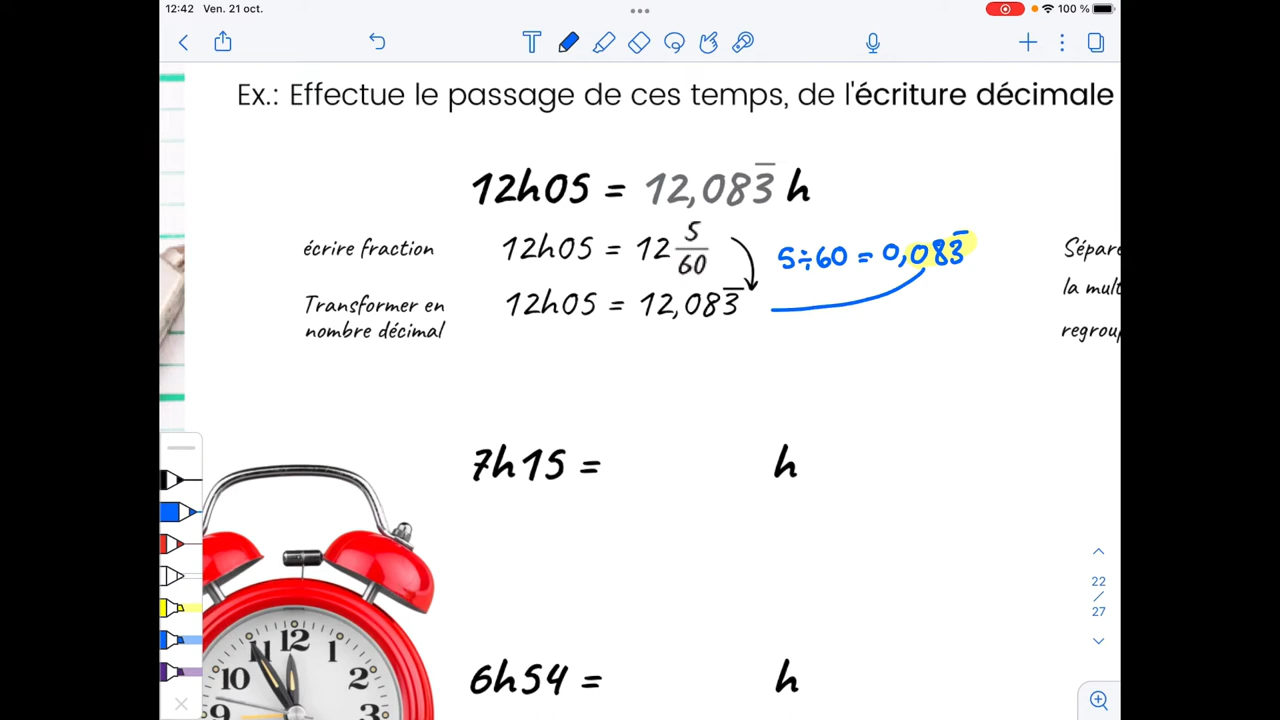 12:42 Ven. 21 oct.
100 %
Ex.: Effectue le passage de ces temps, de l'écriture décimale
12h05 = 12,083̅ h
écrire fraction 12h05 = 12 5/60 5÷60 = 0,083̅
Transformer en nombre décimal 12h05 = 12,083̅
Sépare
la mult
regroup
7h15 = h
6h54 = h
22
/
27
11 12 1
10 2
9 3